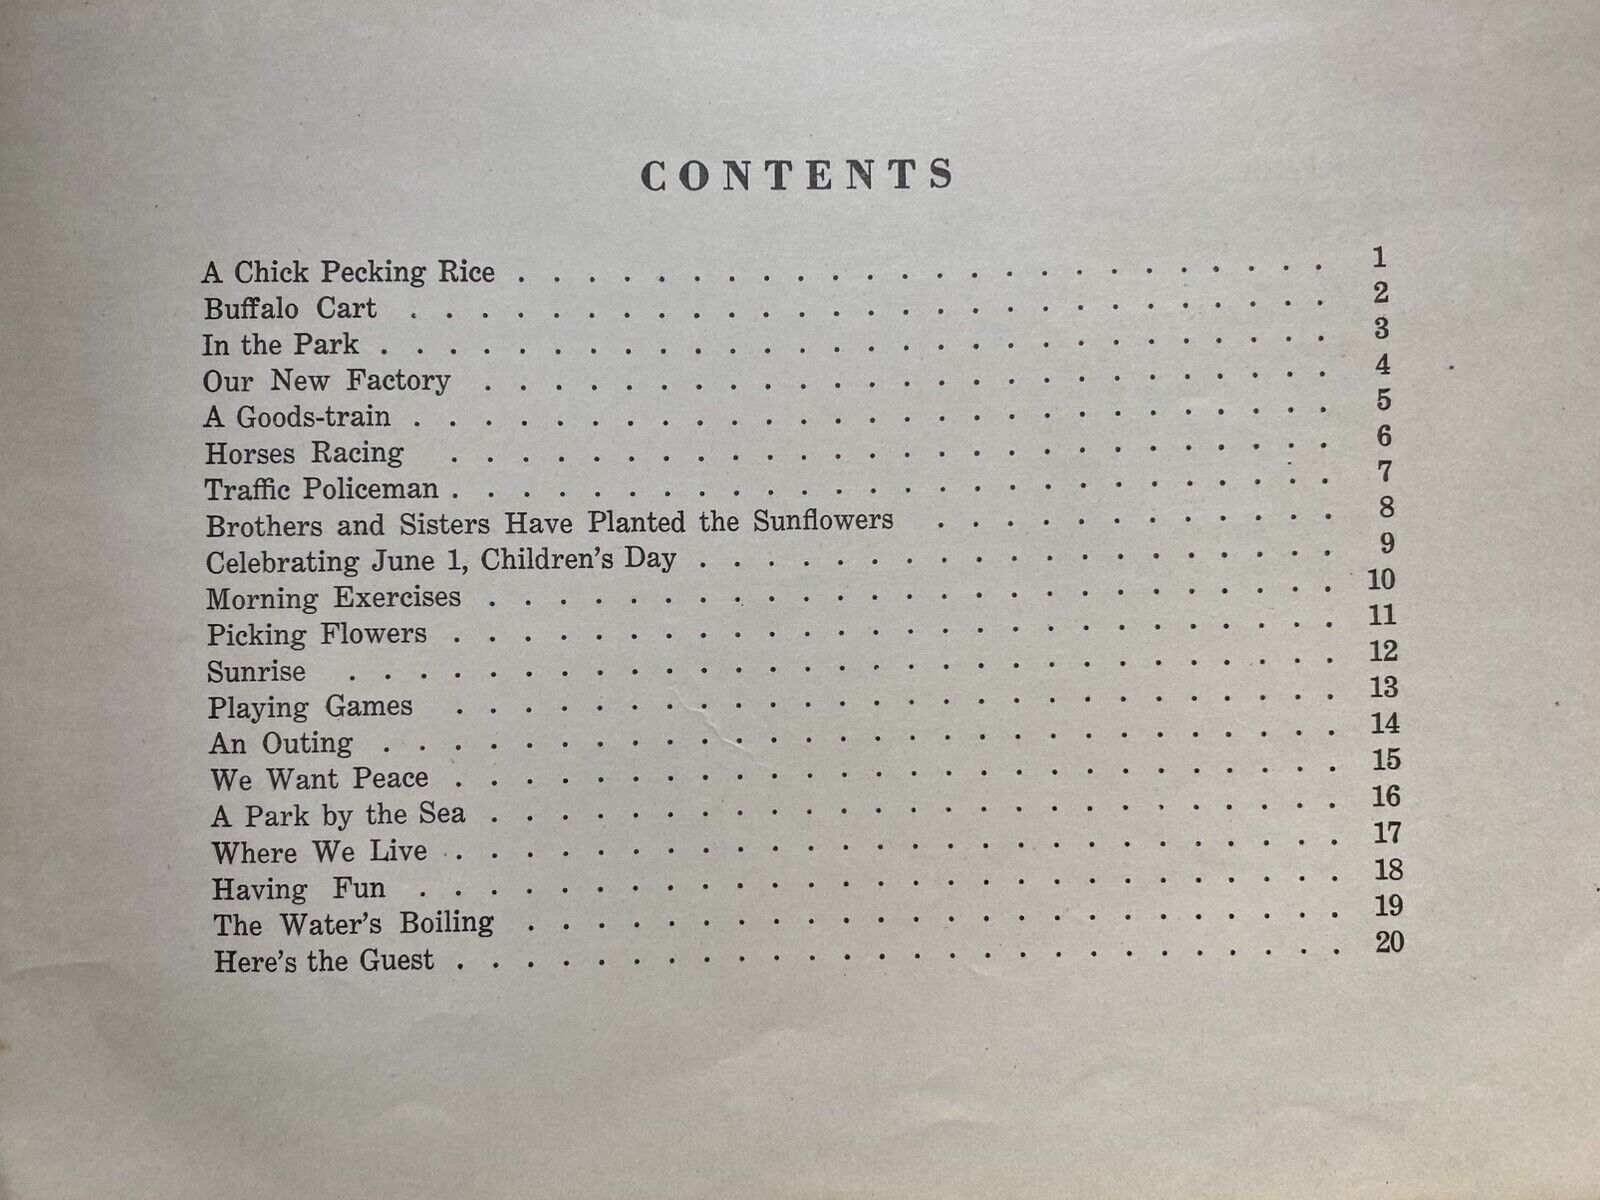 CONTENTS
A Chick Pecking Rice . . . . . . . . . . . . . . . . . . . . . . . . 1
Buffalo Cart . . . . . . . . . . . . . . . . . . . . . . . . . . . 2
In the Park . . . . . . . . . . . . . . . . . . . . . . . . . . . . 3
Our New Factory . . . . . . . . . . . . . . . . . . . . . . . . . 4
A Goods-train . . . . . . . . . . . . . . . . . . . . . . . . . . . 5
Horses Racing . . . . . . . . . . . . . . . . . . . . . . . . . . 6
Traffic Policeman . . . . . . . . . . . . . . . . . . . . . . . . . . 7
Brothers and Sisters Have Planted the Sunflowers . . . . . . . . . . . . 8
Celebrating June 1, Children's Day . . . . . . . . . . . . . . . . . . . 9
Morning Exercises . . . . . . . . . . . . . . . . . . . . . . . . . 10
Picking Flowers . . . . . . . . . . . . . . . . . . . . . . . . . . 11
Sunrise . . . . . . . . . . . . . . . . . . . . . . . . . . . . . 12
Playing Games . . . . . . . . . . . . . . . . . . . . . . . . . . 13
An Outing . . . . . . . . . . . . . . . . . . . . . . . . . . . . 14
We Want Peace . . . . . . . . . . . . . . . . . . . . . . . . . . 15
A Park by the Sea . . . . . . . . . . . . . . . . . . . . . . . . . 16
Where We Live . . . . . . . . . . . . . . . . . . . . . . . . . . 17
Having Fun . . . . . . . . . . . . . . . . . . . . . . . . . . . 18
The Water's Boiling . . . . . . . . . . . . . . . . . . . . . . . . 19
Here's the Guest . . . . . . . . . . . . . . . . . . . . . . . . . . 20